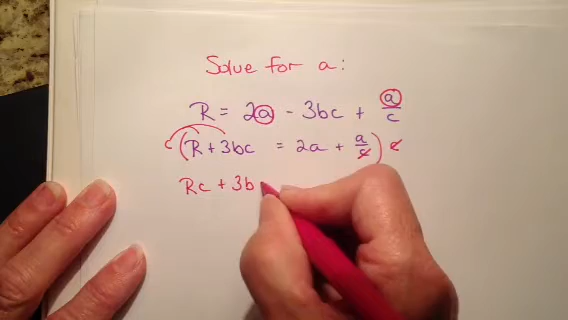 Solve for a:
R = 2a - 3bc + a/c
c(R + 3bc = 2a + a/c) c
Rc + 3b